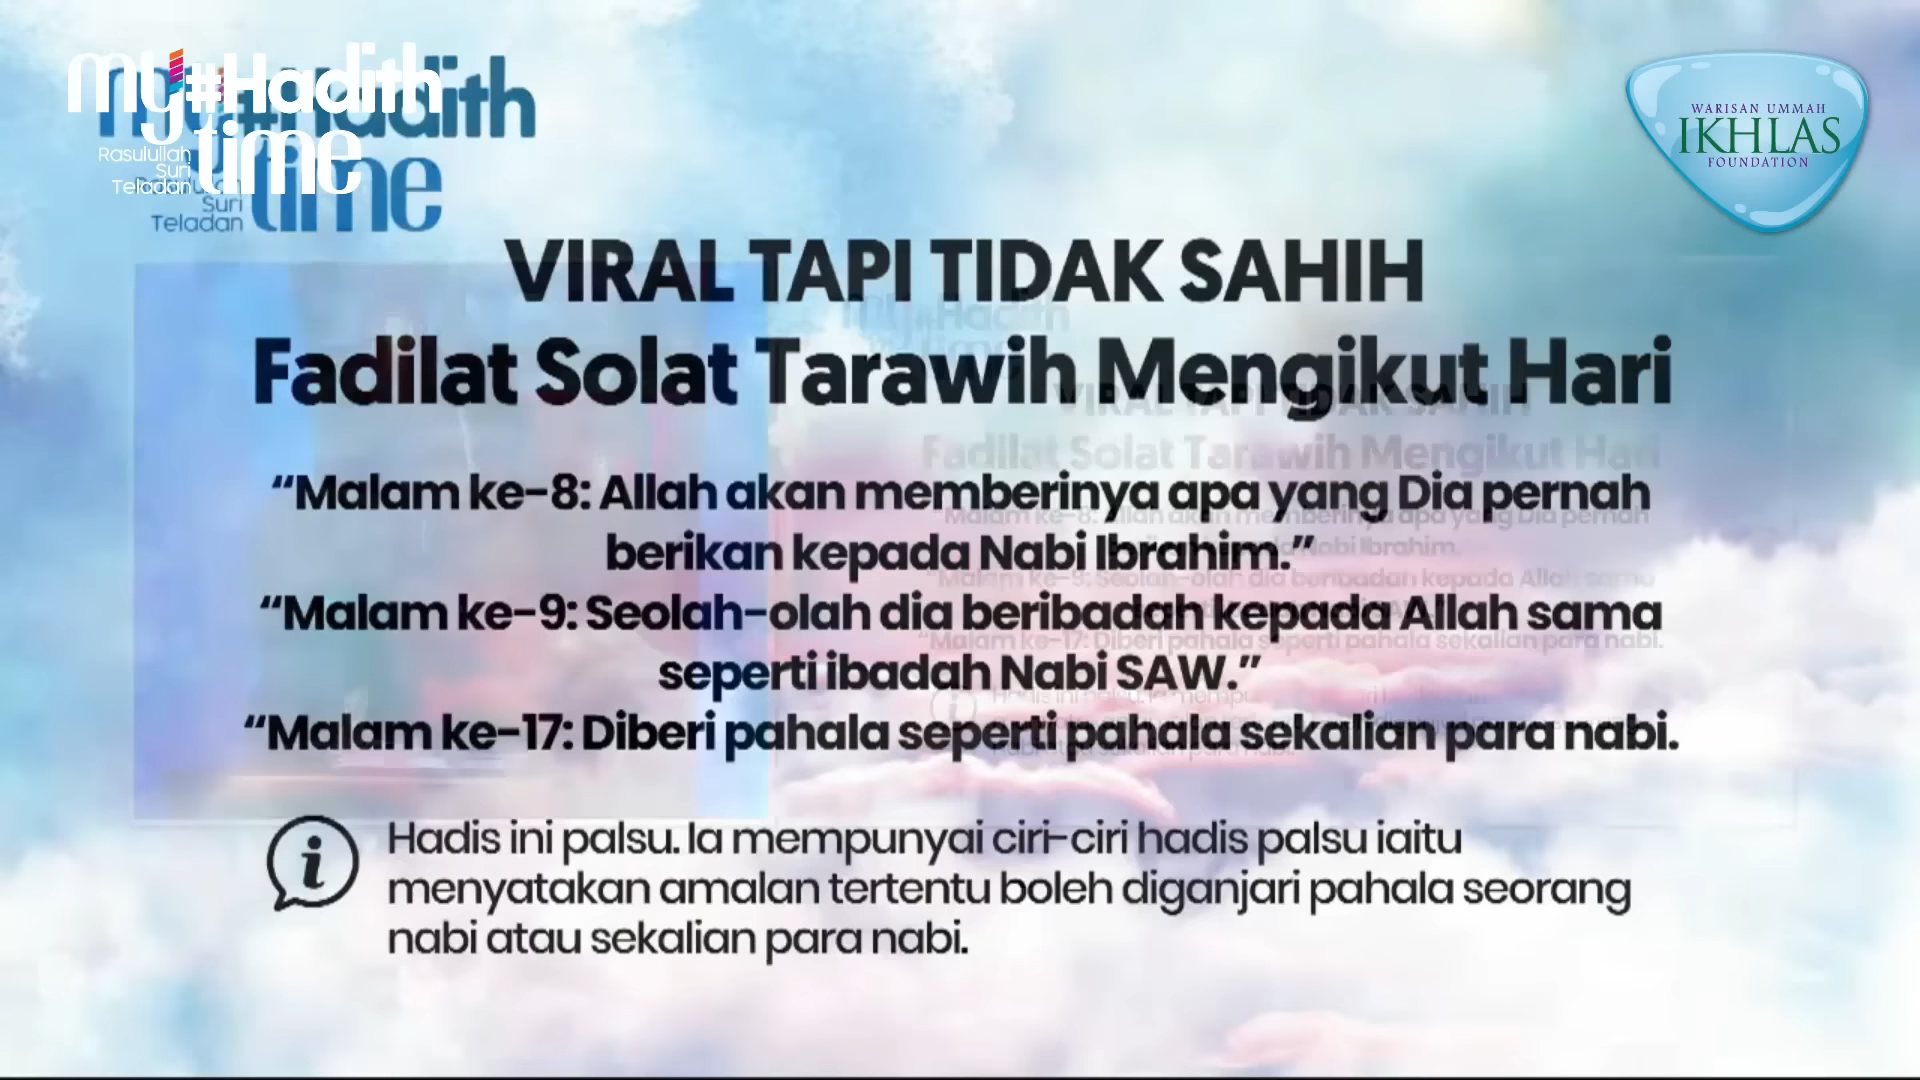 my#Hadith
time
Rasulullah
Suri
Teladan
WARISAN UMMAH
IKHLAS
FOUNDATION
VIRAL TAPI TIDAK SAHIH
Fadilat Solat Tarawih Mengikut Hari
“Malam ke-8: Allah akan memberinya apa yang Dia pernah
berikan kepada Nabi Ibrahim.”
“Malam ke-9: Seolah-olah dia beribadah kepada Allah sama
seperti ibadah Nabi SAW.”
“Malam ke-17: Diberi pahala seperti pahala sekalian para nabi.
Hadis ini palsu. Ia mempunyai ciri-ciri hadis palsu iaitu
menyatakan amalan tertentu boleh diganjari pahala seorang
nabi atau sekalian para nabi.